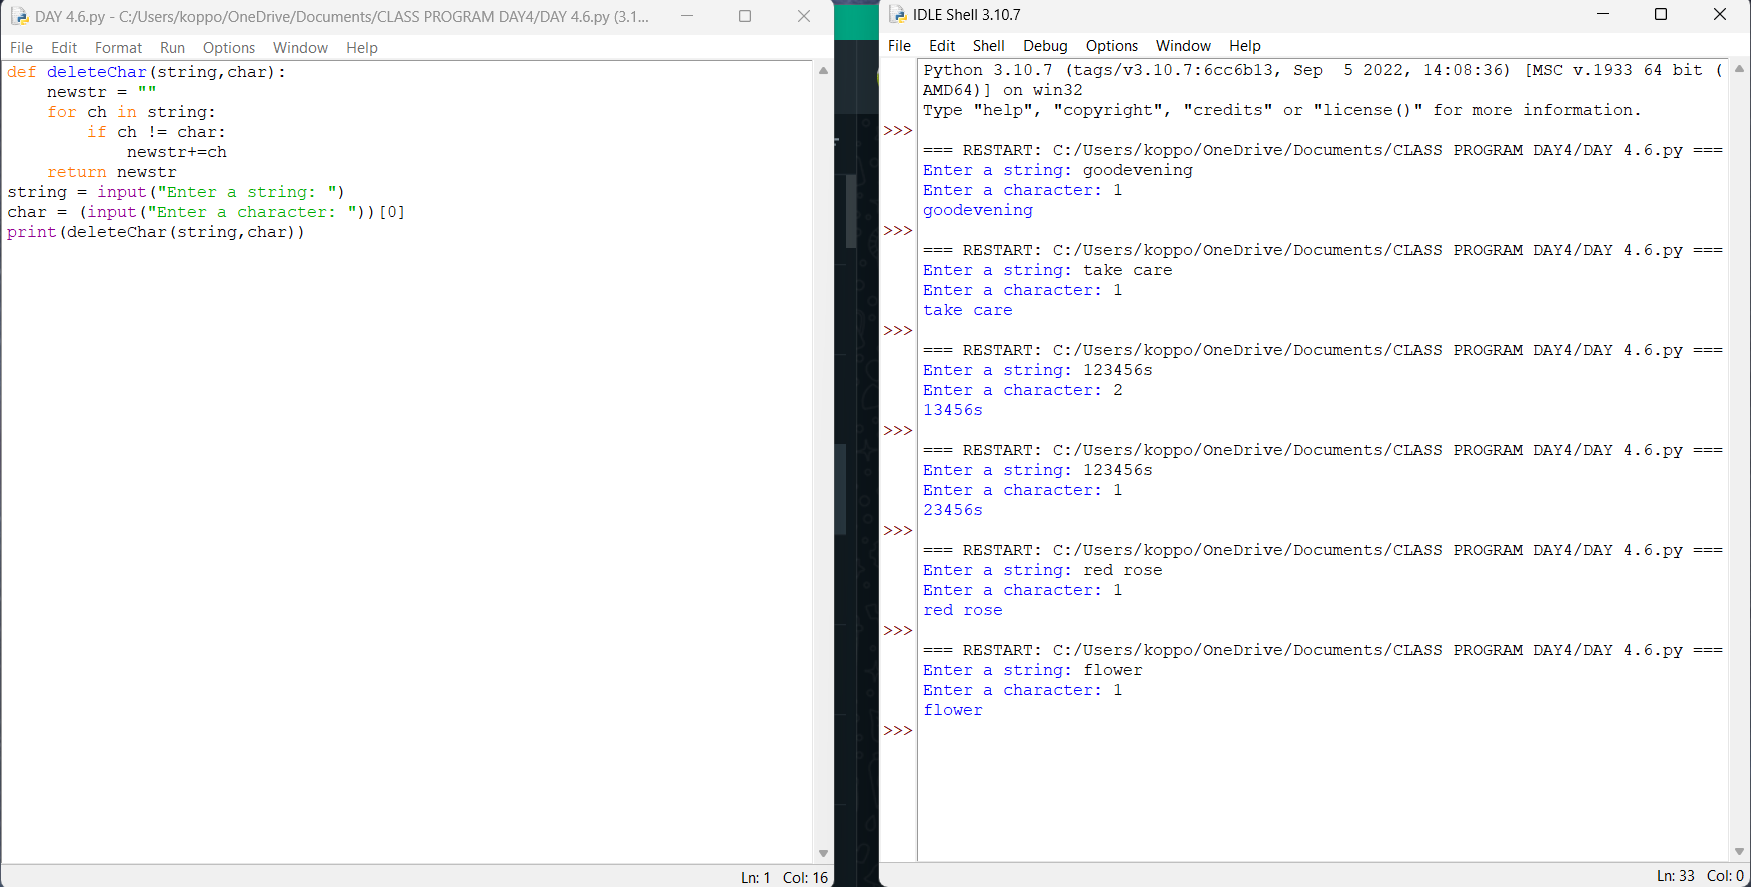 DAY 4.6.py - C:/Users/koppo/OneDrive/Documents/CLASS PROGRAM DAY4/DAY 4.6.py (3.1...
File Edit Format Run Options Window Help
def deleteChar(string,char):
    newstr = ""
    for ch in string:
        if ch != char:
            newstr+=ch
    return newstr
string = input("Enter a string: ")
char = (input("Enter a character: "))[0]
print(deleteChar(string,char))
Ln: 1 Col: 16
IDLE Shell 3.10.7
File Edit Shell Debug Options Window Help
Python 3.10.7 (tags/v3.10.7:6cc6b13, Sep  5 2022, 14:08:36) [MSC v.1933 64 bit (
AMD64)] on win32
Type "help", "copyright", "credits" or "license()" for more information.
>>>
=== RESTART: C:/Users/koppo/OneDrive/Documents/CLASS PROGRAM DAY4/DAY 4.6.py ===
Enter a string: goodevening
Enter a character: 1
goodevening
>>>
=== RESTART: C:/Users/koppo/OneDrive/Documents/CLASS PROGRAM DAY4/DAY 4.6.py ===
Enter a string: take care
Enter a character: 1
take care
>>>
=== RESTART: C:/Users/koppo/OneDrive/Documents/CLASS PROGRAM DAY4/DAY 4.6.py ===
Enter a string: 123456s
Enter a character: 2
13456s
>>>
=== RESTART: C:/Users/koppo/OneDrive/Documents/CLASS PROGRAM DAY4/DAY 4.6.py ===
Enter a string: 123456s
Enter a character: 1
23456s
>>>
=== RESTART: C:/Users/koppo/OneDrive/Documents/CLASS PROGRAM DAY4/DAY 4.6.py ===
Enter a string: red rose
Enter a character: 1
red rose
>>>
=== RESTART: C:/Users/koppo/OneDrive/Documents/CLASS PROGRAM DAY4/DAY 4.6.py ===
Enter a string: flower
Enter a character: 1
flower
>>>
Ln: 33 Col: 0